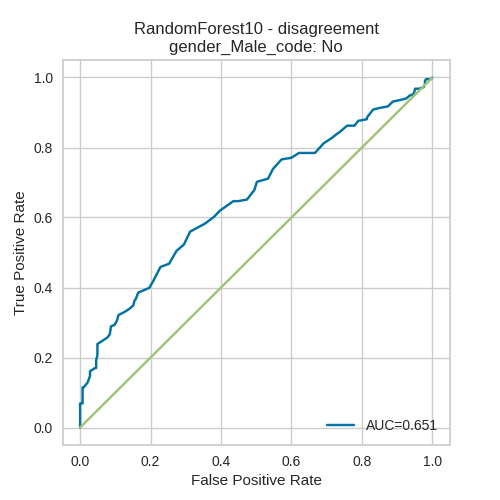 RandomForest10 - disagreement
gender_Male_code: No
True Positive Rate
1.0
0.8
0.6
0.4
0.2
0.0
AUC=0.651
0.0 0.2 0.4 0.6 0.8 1.0
False Positive Rate